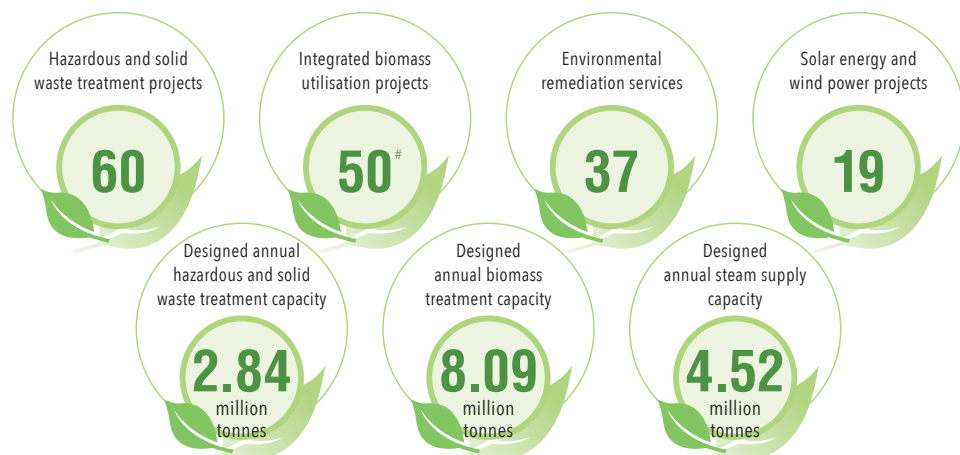 Hazardous and solid
waste treatment projects
60
Integrated biomass
utilisation projects
50#
Environmental
remediation services
37
Solar energy and
wind power projects
19
Designed annual
hazardous and solid
waste treatment capacity
2.84
million
tonnes
Designed
annual biomass
treatment capacity
8.09
million
tonnes
Designed
annual steam supply
capacity
4.52
million
tonnes